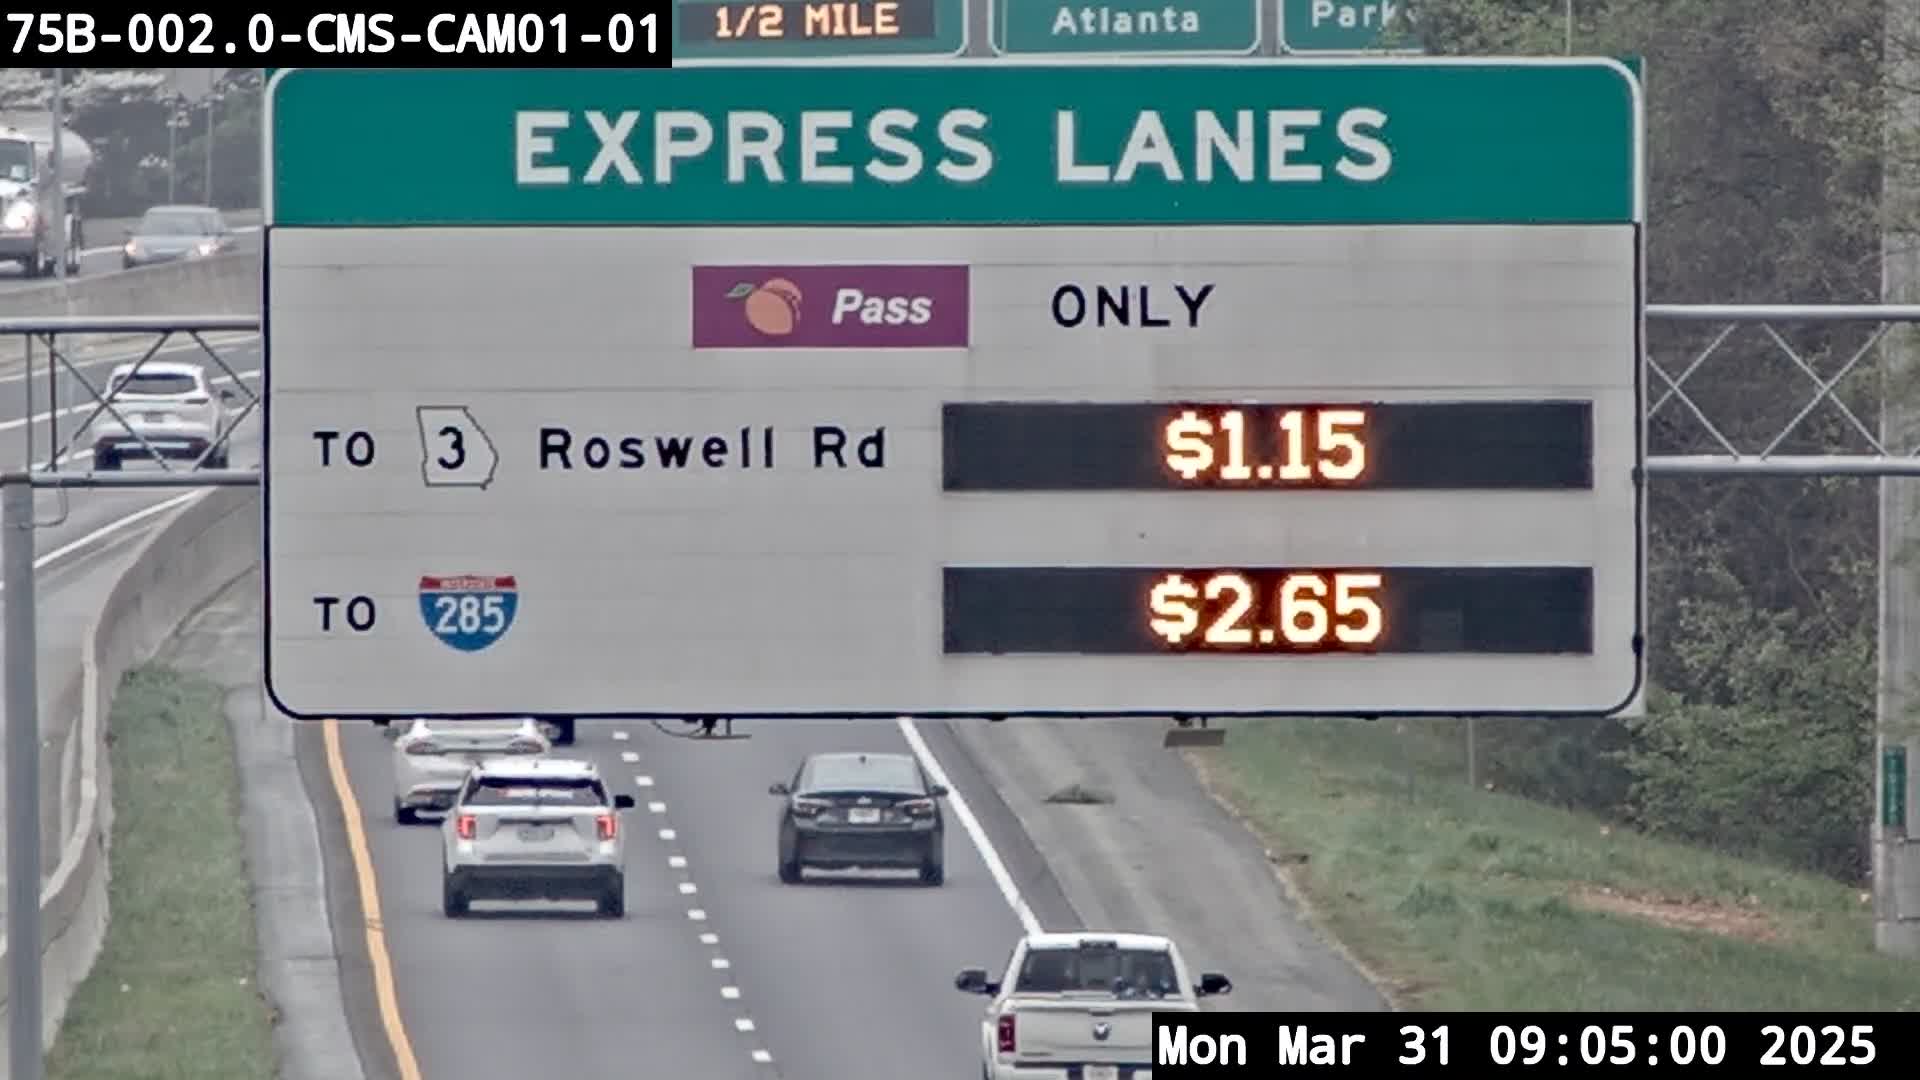 75B-002.0-CMS-CAM01-01
1/2 MILE
Atlanta
EXPRESS LANES
Pass ONLY
TO 3 Roswell Rd $1.15
TO INTERSTATE 285 $2.65
Mon Mar 31 09:05:00 2025